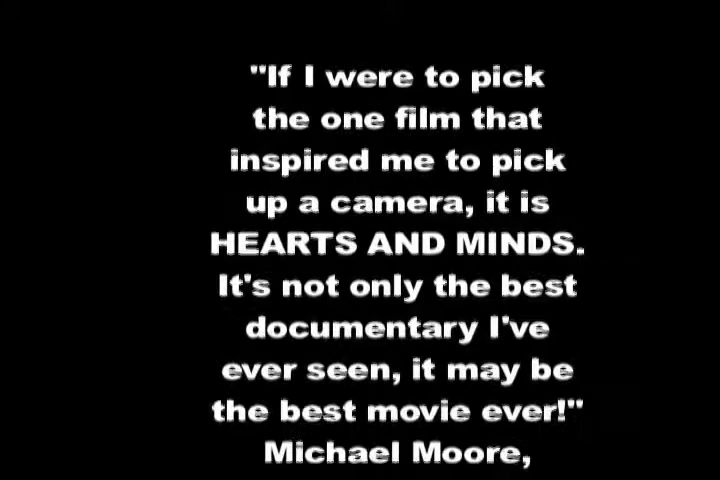 "If I were to pick
the one film that
inspired me to pick
up a camera, it is
HEARTS AND MINDS.
It's not only the best
documentary I've
ever seen, it may be
the best movie ever!"
Michael Moore,